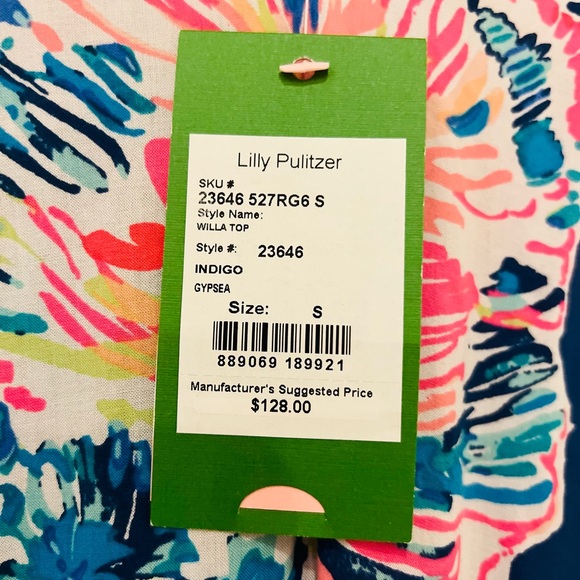 Lilly Pulitzer
SKU #
23646 527RG6 S
Style Name:
WILLA TOP
Style #: 23646
INDIGO
GYPSEA
Size: S
889069 189921
Manufacturer's Suggested Price
$128.00